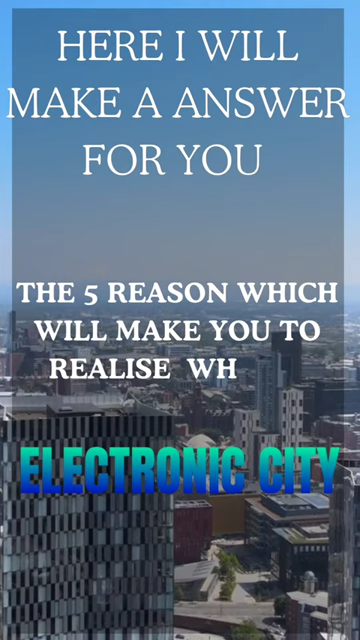 HERE I WILL
MAKE A ANSWER
FOR YOU
THE 5 REASON WHICH
WILL MAKE YOU TO
REALISE WH
ELECTRONIC CITY